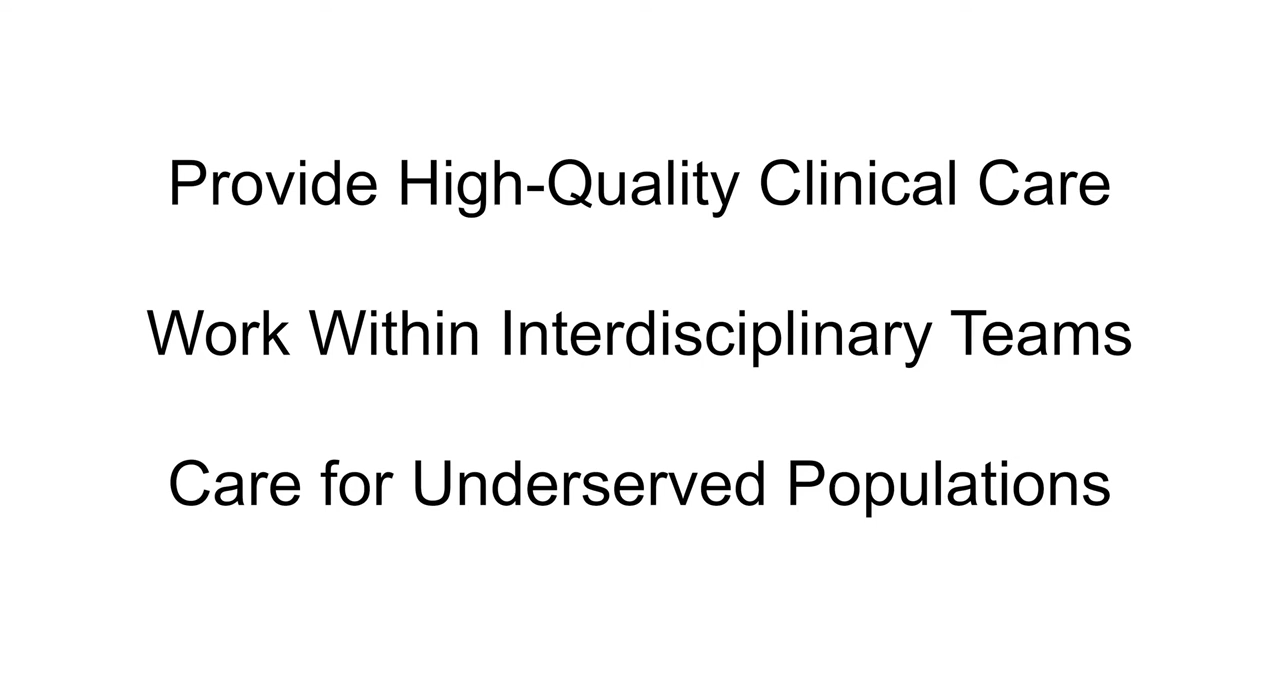 Provide High-Quality Clinical Care
Work Within Interdisciplinary Teams
Care for Underserved Populations